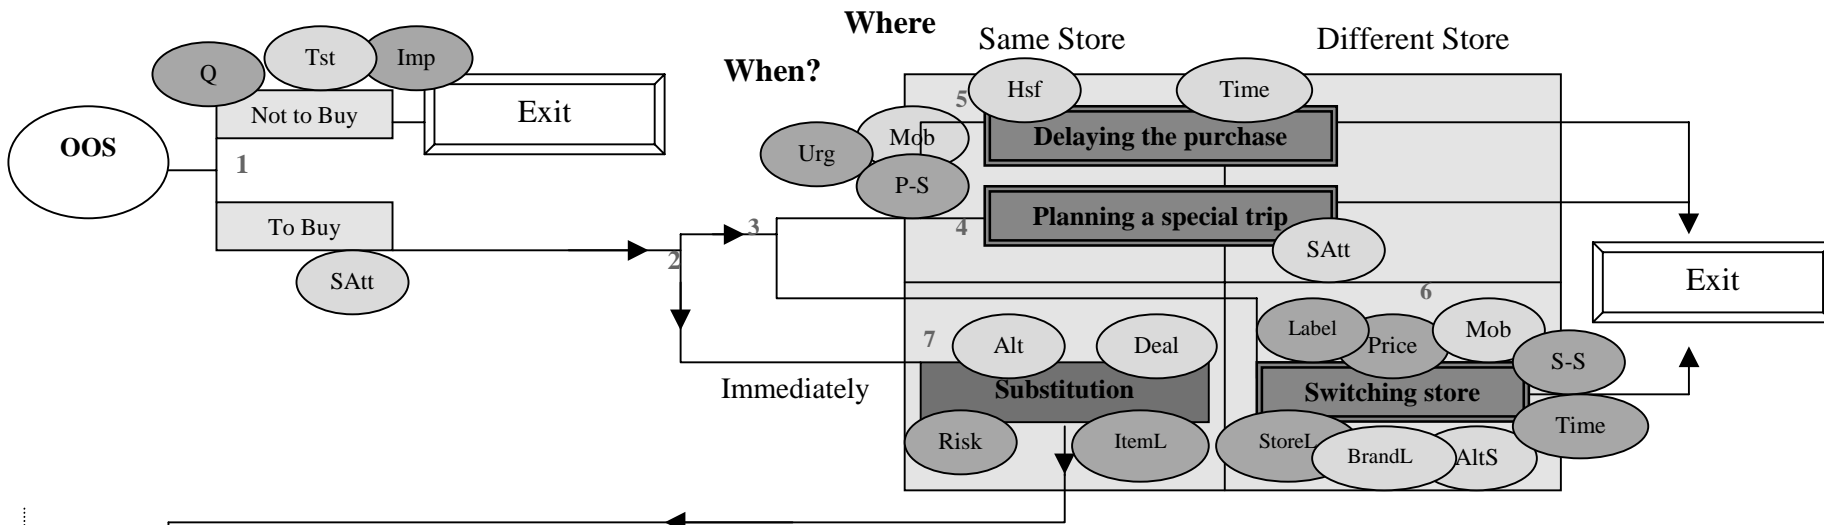 Where
Same Store
Different Store
When?
Q
Tst
Imp
Not to Buy
Exit
OOS
1
To Buy
SAtt
2
3
Hsf
Time
5
Delaying the purchase
Urg
Mob
P-S
4
Planning a special trip
SAtt
Exit
6
7
Alt
Deal
Immediately
Substitution
Risk
ItemL
Label
Price
Mob
S-S
Switching store
Time
StoreL
BrandL
AltS